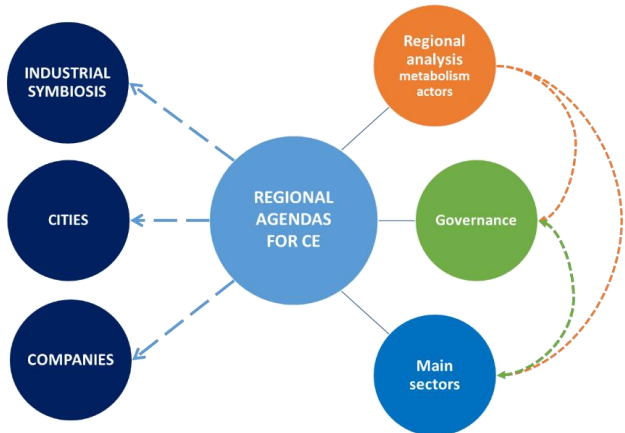 INDUSTRIAL
SYMBIOSIS
CITIES
COMPANIES
REGIONAL
AGENDAS
FOR CE
Regional
analysis
metabolism
actors
Governance
Main
sectors